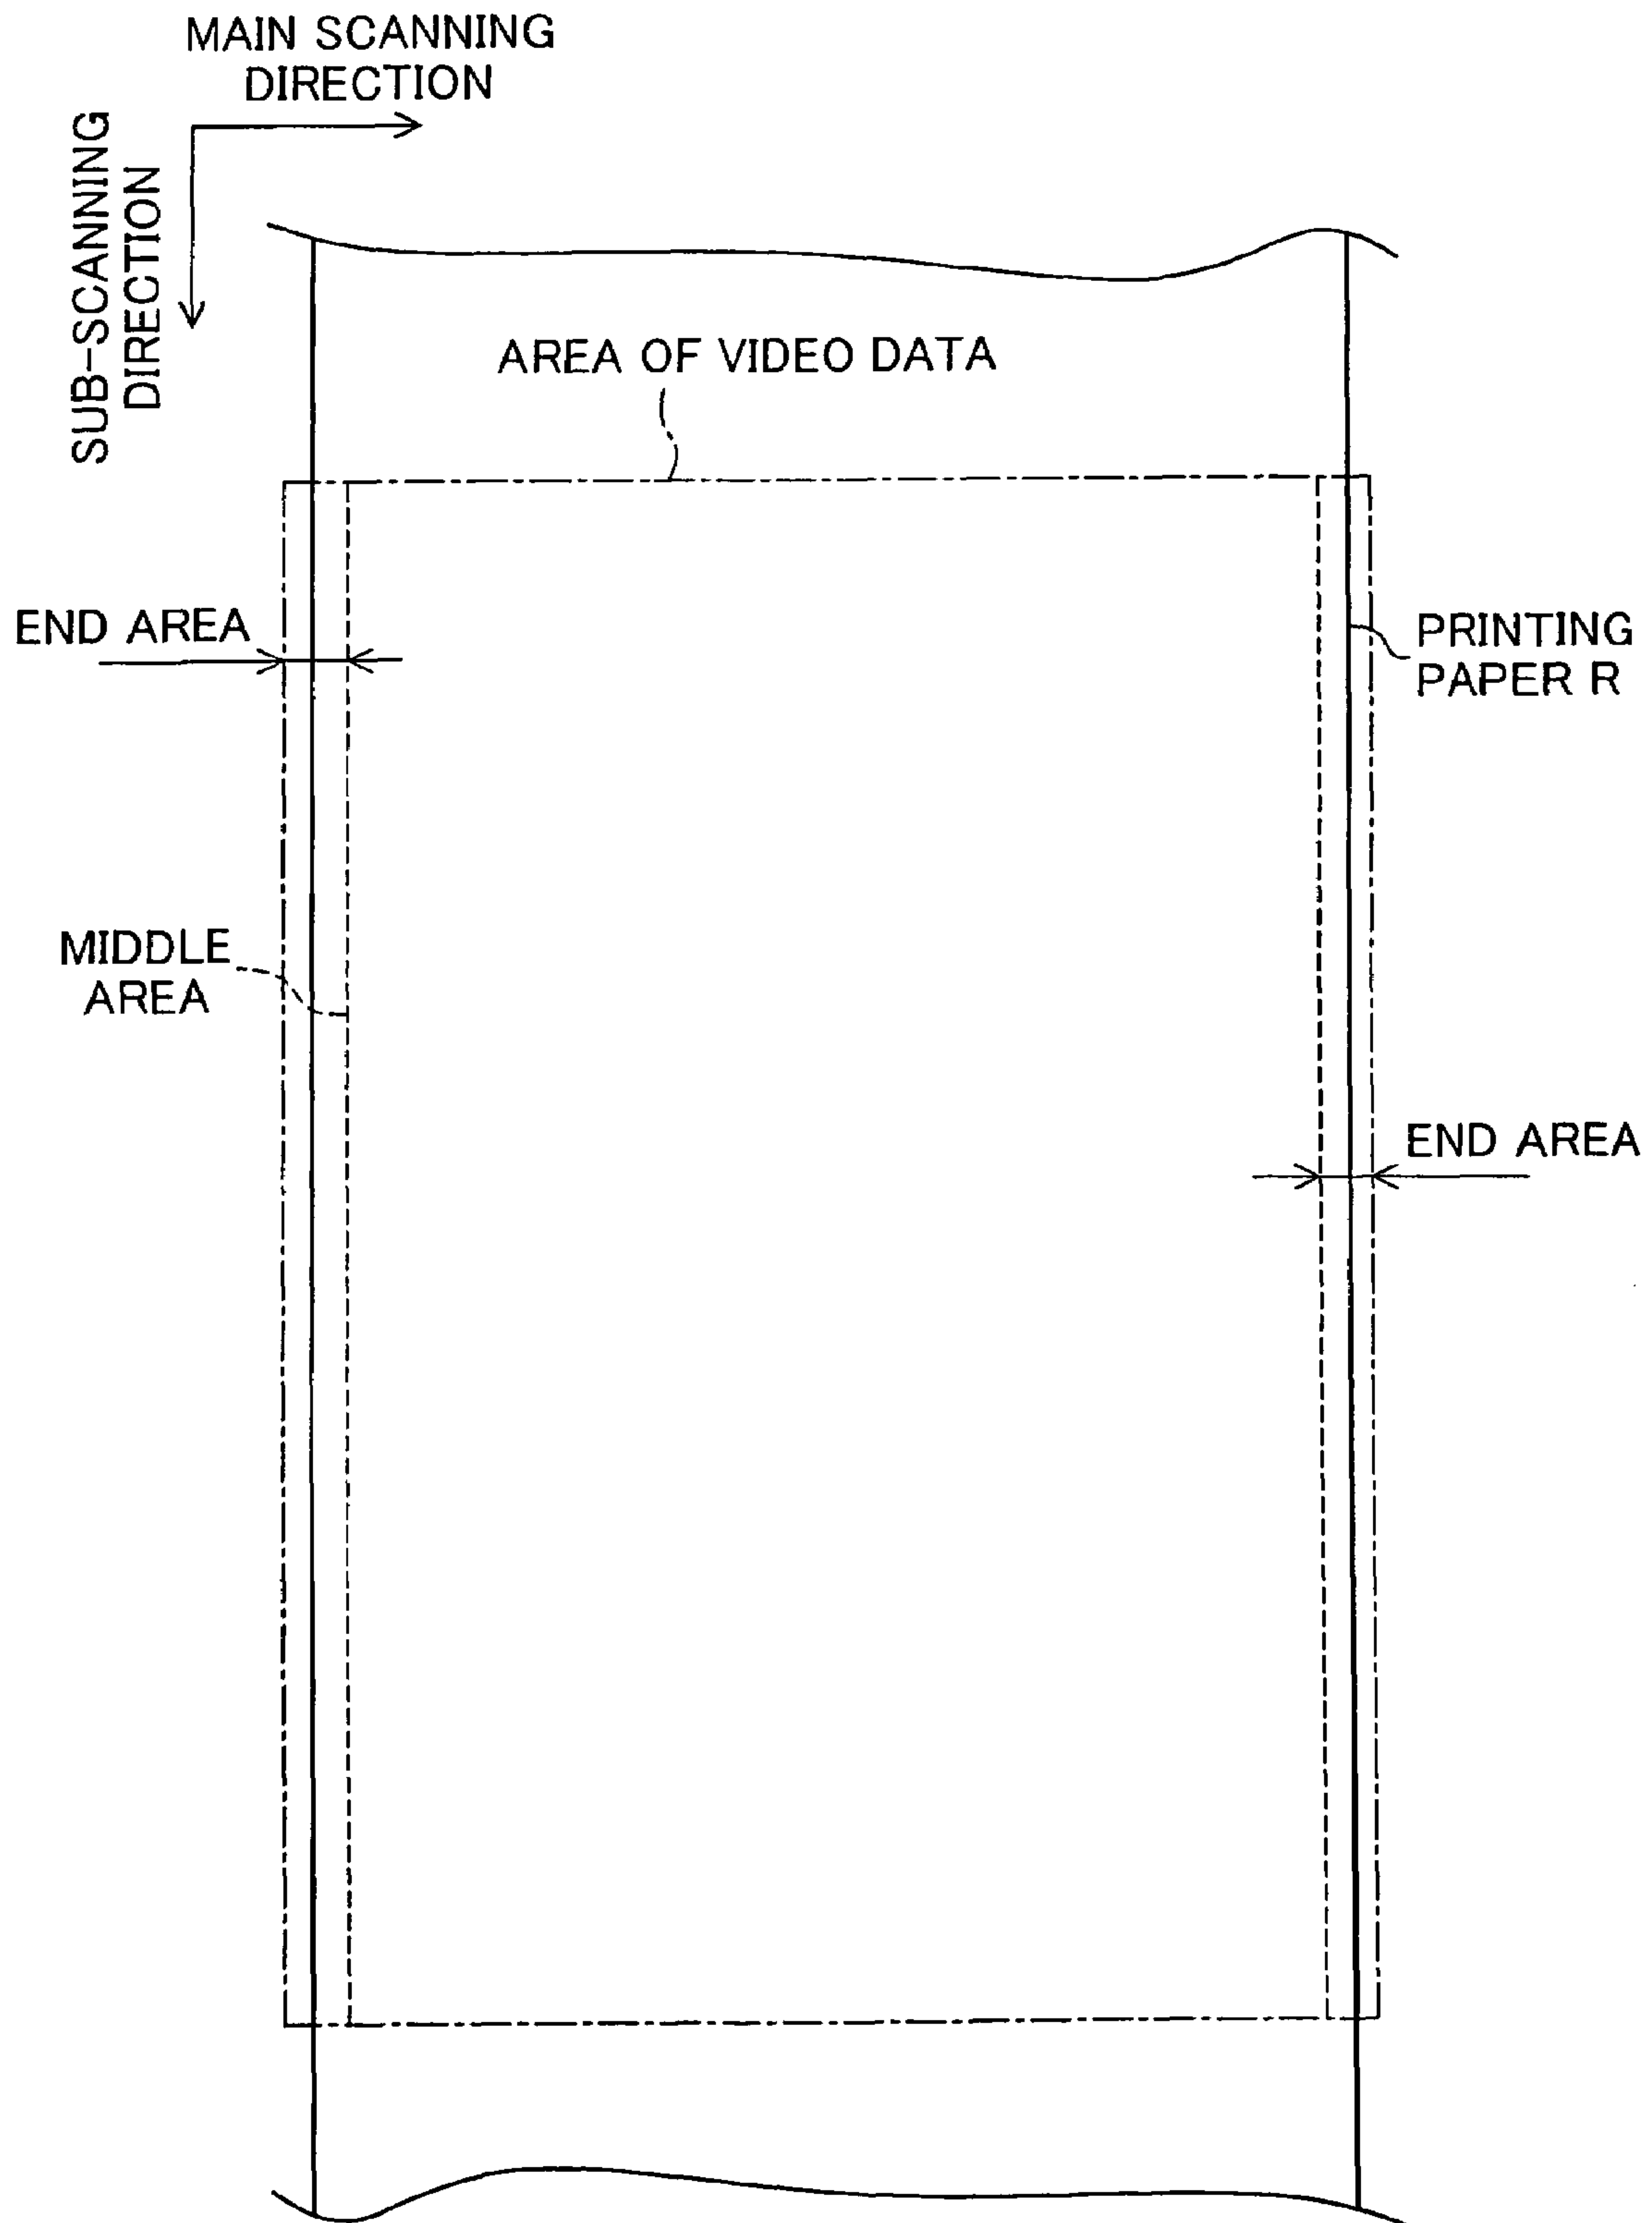 MAIN SCANNING
DIRECTION
SUB-SCANNING
DIRECTION
AREA OF VIDEO DATA
END AREA
PRINTING
PAPER R
MIDDLE
AREA
END AREA